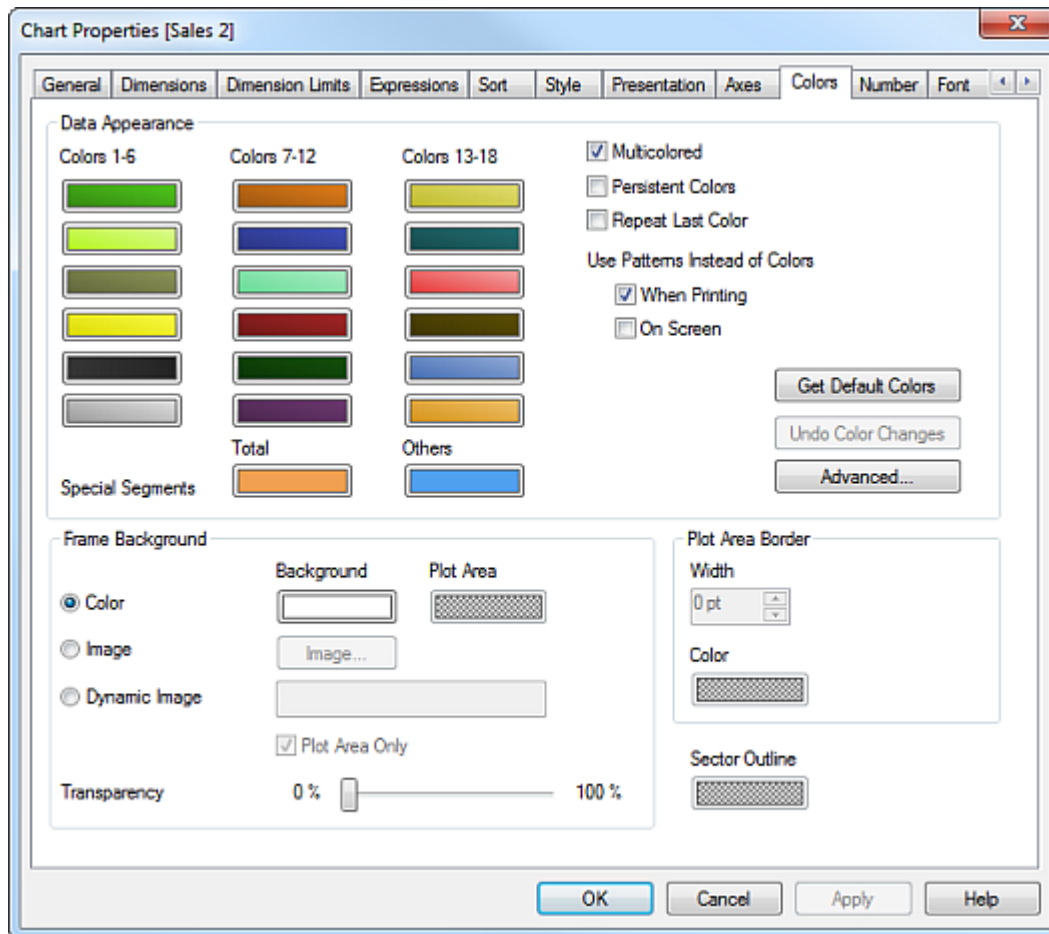 Chart Properties [Sales 2]
General Dimensions Dimension Limits Expressions Sort Style Presentation Axes Colors Number Font
Data Appearance
Colors 1-6 Colors 7-12 Colors 13-18
Multicolored
Persistent Colors
Repeat Last Color
Use Patterns Instead of Colors
When Printing
On Screen
Get Default Colors
Undo Color Changes
Advanced...
Total Others
Special Segments
Frame Background
Background Plot Area
Color
Image Image...
Dynamic Image
Plot Area Only
Transparency 0 % 100 %
Plot Area Border
Width
0 pt
Color
Sector Outline
OK Cancel Apply Help